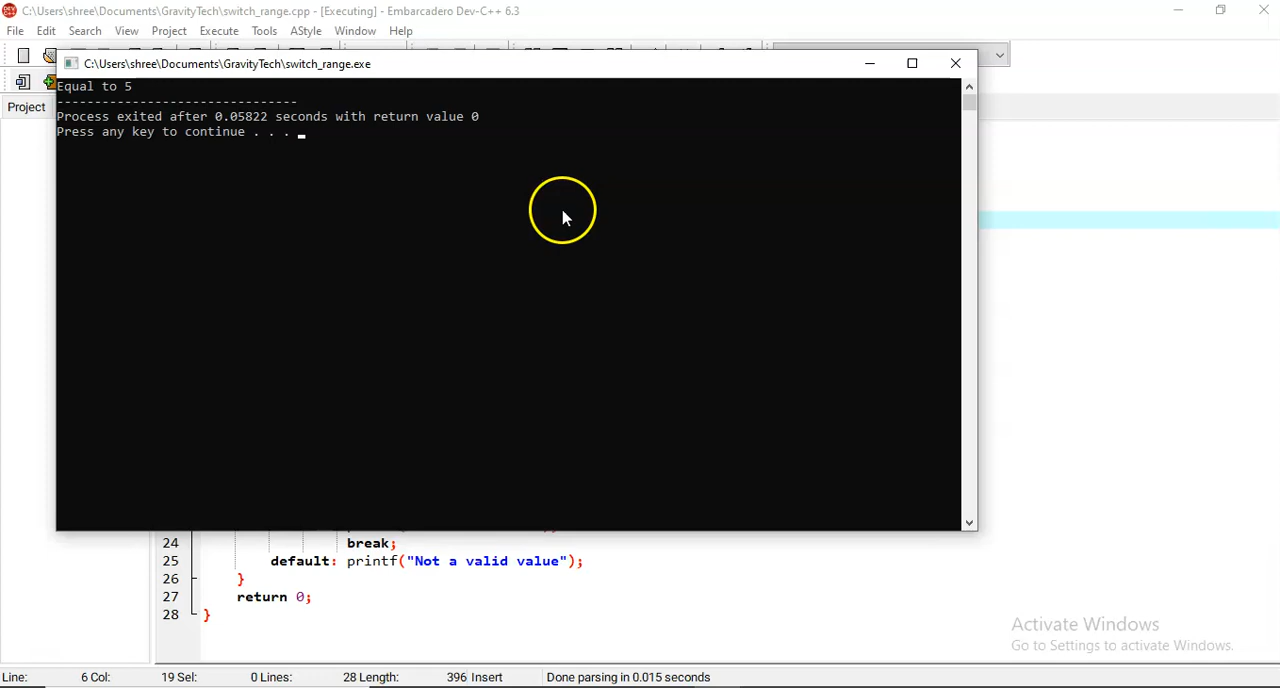 C:\Users\shree\Documents\GravityTech\switch_range.cpp - [Executing] - Embarcadero Dev-C++ 6.3
File Edit Search View Project Execute Tools AStyle Window Help
C:\Users\shree\Documents\GravityTech\switch_range.exe
Project
Equal to 5
--------------------------------
Process exited after 0.05822 seconds with return value 0
Press any key to continue . . .
24 break;
25 default: printf("Not a valid value");
26 }
27 return 0;
28 }
Activate Windows
Go to Settings to activate Windows.
Line: 6 Col: 19 Sel: 0 Lines: 28 Length: 396 Insert Done parsing in 0.015 seconds